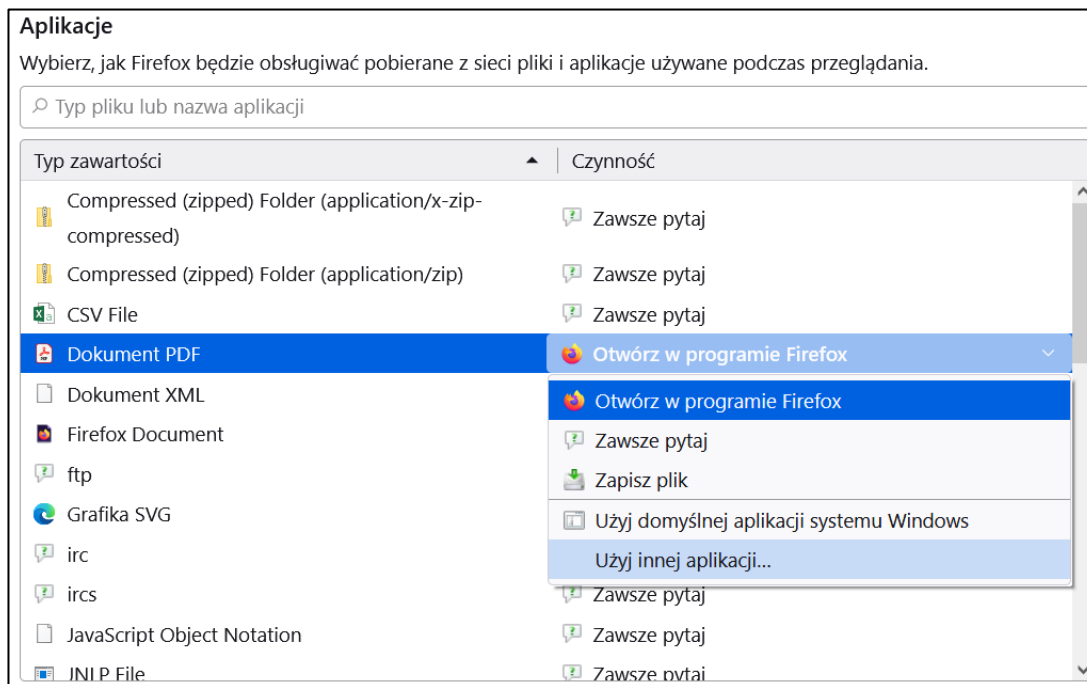 Aplikacje
Wybierz, jak Firefox będzie obsługiwać pobierane z sieci pliki i aplikacje używane podczas przeglądania.
Typ pliku lub nazwa aplikacji
Typ zawartości Czynność
Compressed (zipped) Folder (application/x-zip-
compressed) Zawsze pytaj
Compressed (zipped) Folder (application/zip) Zawsze pytaj
CSV File Zawsze pytaj
Dokument PDF Otwórz w programie Firefox
Dokument XML Otwórz w programie Firefox
Firefox Document Zawsze pytaj
ftp Zapisz plik
Grafika SVG Użyj domyślnej aplikacji systemu Windows
irc Użyj innej aplikacji...
ircs Zawsze pytaj
JavaScript Object Notation Zawsze pytaj
JNLP File Zawsze pytaj